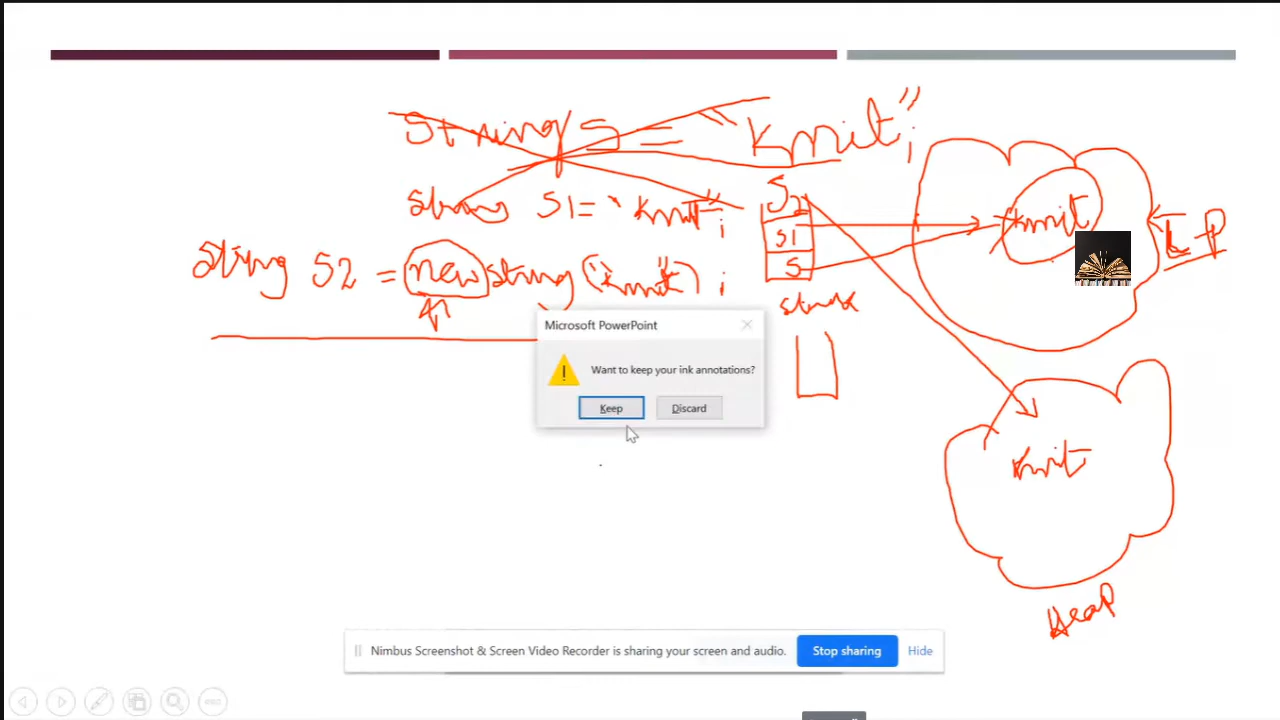 String S = "Kmit";
String S1 = "Kmit";
String S2 = new String ("Kmit");
S2
S1
S
stack
Kmit
Kmit
Heap
Microsoft PowerPoint
Want to keep your ink annotations?
Keep
Discard
Nimbus Screenshot & Screen Video Recorder is sharing your screen and audio.
Stop sharing
Hide